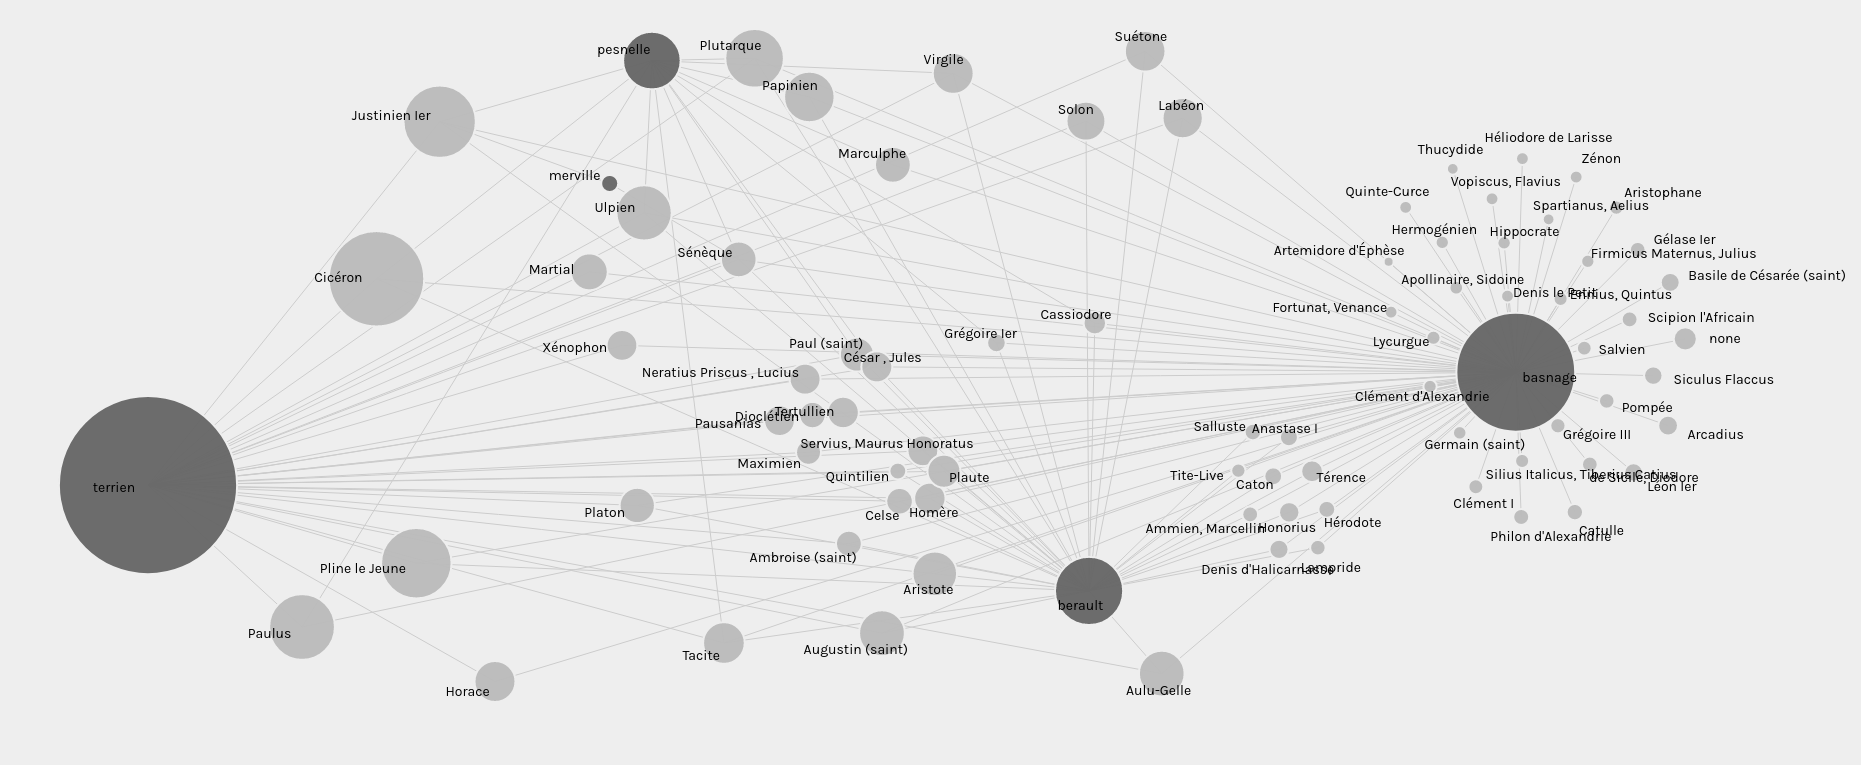 Suétone
pesnelle
Plutarque
Virgile
Papinien
Labéon
Solon
Justinien Ier
Héliodore de Larisse
Thucydide
Marculphe
Zénon
merville
Vopiscus, Flavius
Quinte-Curce
Aristophane
Ulpien
Spartianus, Aelius
Hermogénien
Hippocrate
Gélase Ier
Sénèque
Artemidore d'Éphèse
Firmicus Maternus, Julius
Martial
Cicéron
Apollinaire, Sidoine
Basile de Césarée (saint)
Denis le Petit
Ennius, Quintus
Fortunat, Venance
Cassiodore
Scipion l'Africain
Grégoire Ier
Lycurgue
none
Paul (saint)
Xénophon
Salvien
César , Jules
Neratius Priscus , Lucius
basnage
Siculus Flaccus
Clément d'Alexandrie
Pompée
Tertullien
Dioclétien
Pausanias
Salluste
Anastase I
Grégoire III
Arcadius
Servius, Maurus Honoratus
Germain (saint)
Maximien
Quintilien
Plaute
Tite-Live
Caton
Térence
Silius Italicus, Tiberius Catius
de Sicile, Diodore
Léon Ier
terrien
Clément I
Platon
Celse
Homère
Ammien, Marcellin
Honorius
Hérodote
Catulle
Philon d'Alexandrie
Ambroise (saint)
Pline le Jeune
Denis d'Halicarnasse
Lampride
Aristote
berault
Paulus
Augustin (saint)
Tacite
Horace
Aulu-Gelle